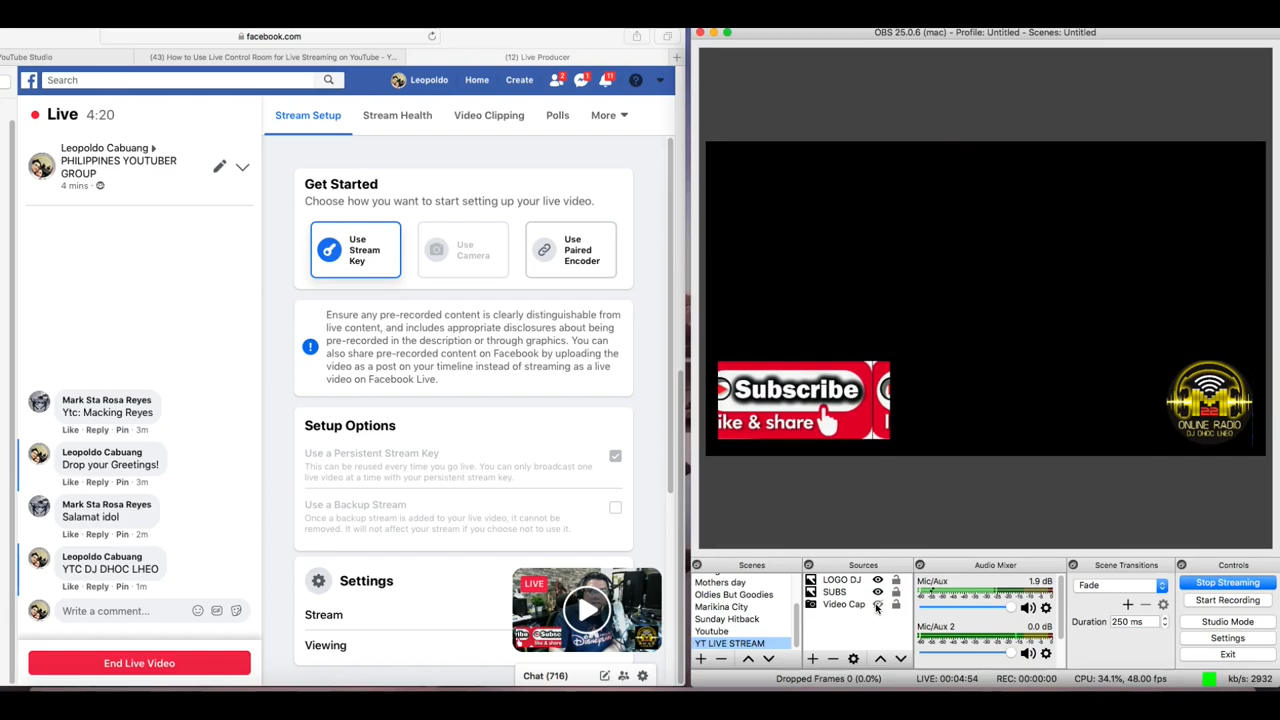 facebook.com
OBS 25.0.6 (mac) - Profile: Untitled - Scenes: Untitled
YouTube Studio
(43) How to Use Live Control Room for Live Streaming on YouTube - Y...
(12) Live Producer
Search
Leopoldo
Home
Create
2
1
11
Live 4:20
Stream Setup
Stream Health
Video Clipping
Polls
More
Leopoldo Cabuang
PHILIPPINES YOUTUBER
GROUP
4 mins
Get Started
Choose how you want to start setting up your live video.
Use
Stream
Key
Use
Camera
Use
Paired
Encoder
Ensure any pre-recorded content is clearly distinguishable from
live content, and includes appropriate disclosures about being
pre-recorded in the description or through graphics. You can
also share pre-recorded content on Facebook by uploading the
video as a post on your timeline instead of streaming as a live
video on Facebook Live.
Setup Options
Use a Persistent Stream Key
This can be reused every time you go live. You can only broadcast one
live video at a time with your persistent stream key.
Use a Backup Stream
Once a backup stream is added to your live video, it cannot be
removed. It will not affect your stream if you choose not to use it.
Settings
Stream
Viewing
LIVE
Chat (716)
Mark Sta Rosa Reyes
Ytc: Macking Reyes
Like · Reply · Pin · 3m
Leopoldo Cabuang
Drop your Greetings!
Like · Reply · Pin · 3m
Mark Sta Rosa Reyes
Salamat idol
Like · Reply · Pin · 2m
Leopoldo Cabuang
YTC DJ DHOC LHEO
Like · Reply · Pin · 1m
Write a comment...
GIF
End Live Video
Subscribe
ike & share
22
ONLINE RADIO
DJ DHOC LHEO
Scenes
Mothers day
Oldies But Goodies
Marikina City
Sunday Hitback
Youtube
YT LIVE STREAM
Sources
LOGO DJ
SUBS
Video Cap
Audio Mixer
Mic/Aux
1.9 dB
Mic/Aux 2
0.0 dB
Scene Transitions
Fade
Duration 250 ms
Controls
Stop Streaming
Start Recording
Studio Mode
Settings
Exit
Dropped Frames 0 (0.0%)
LIVE: 00:04:54
REC: 00:00:00
CPU: 34.1%, 48.00 fps
kb/s: 2932